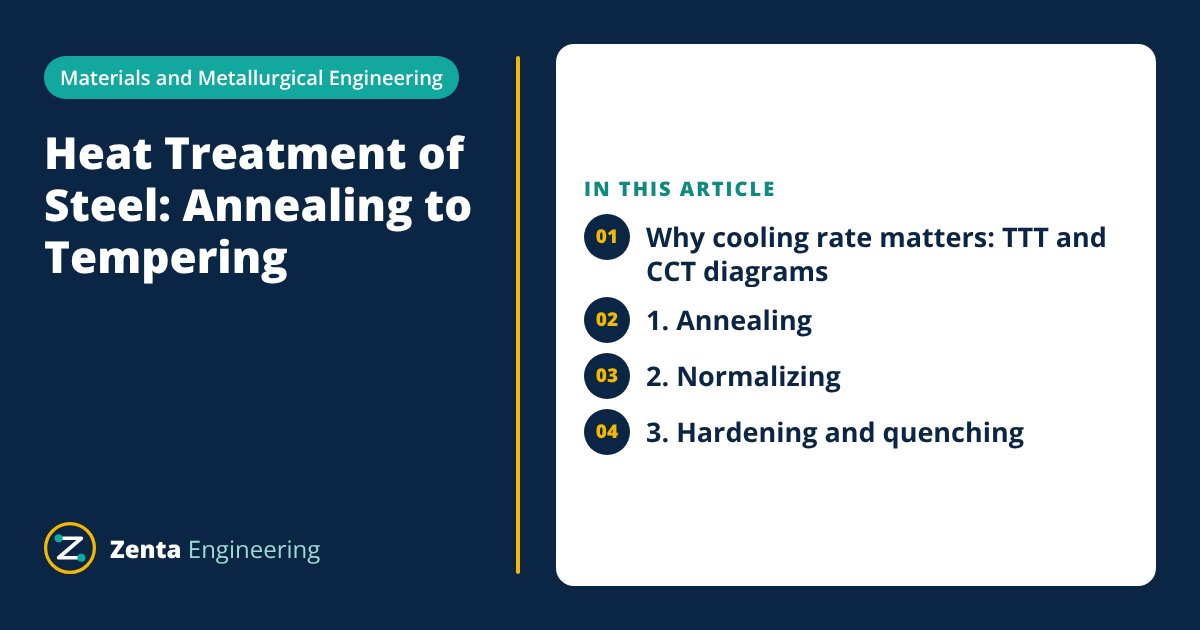 Materials and Metallurgical Engineering
Heat Treatment of
Steel: Annealing to
Tempering
Zenta Engineering
IN THIS ARTICLE
01 Why cooling rate matters: TTT and
CCT diagrams
02 1. Annealing
03 2. Normalizing
04 3. Hardening and quenching